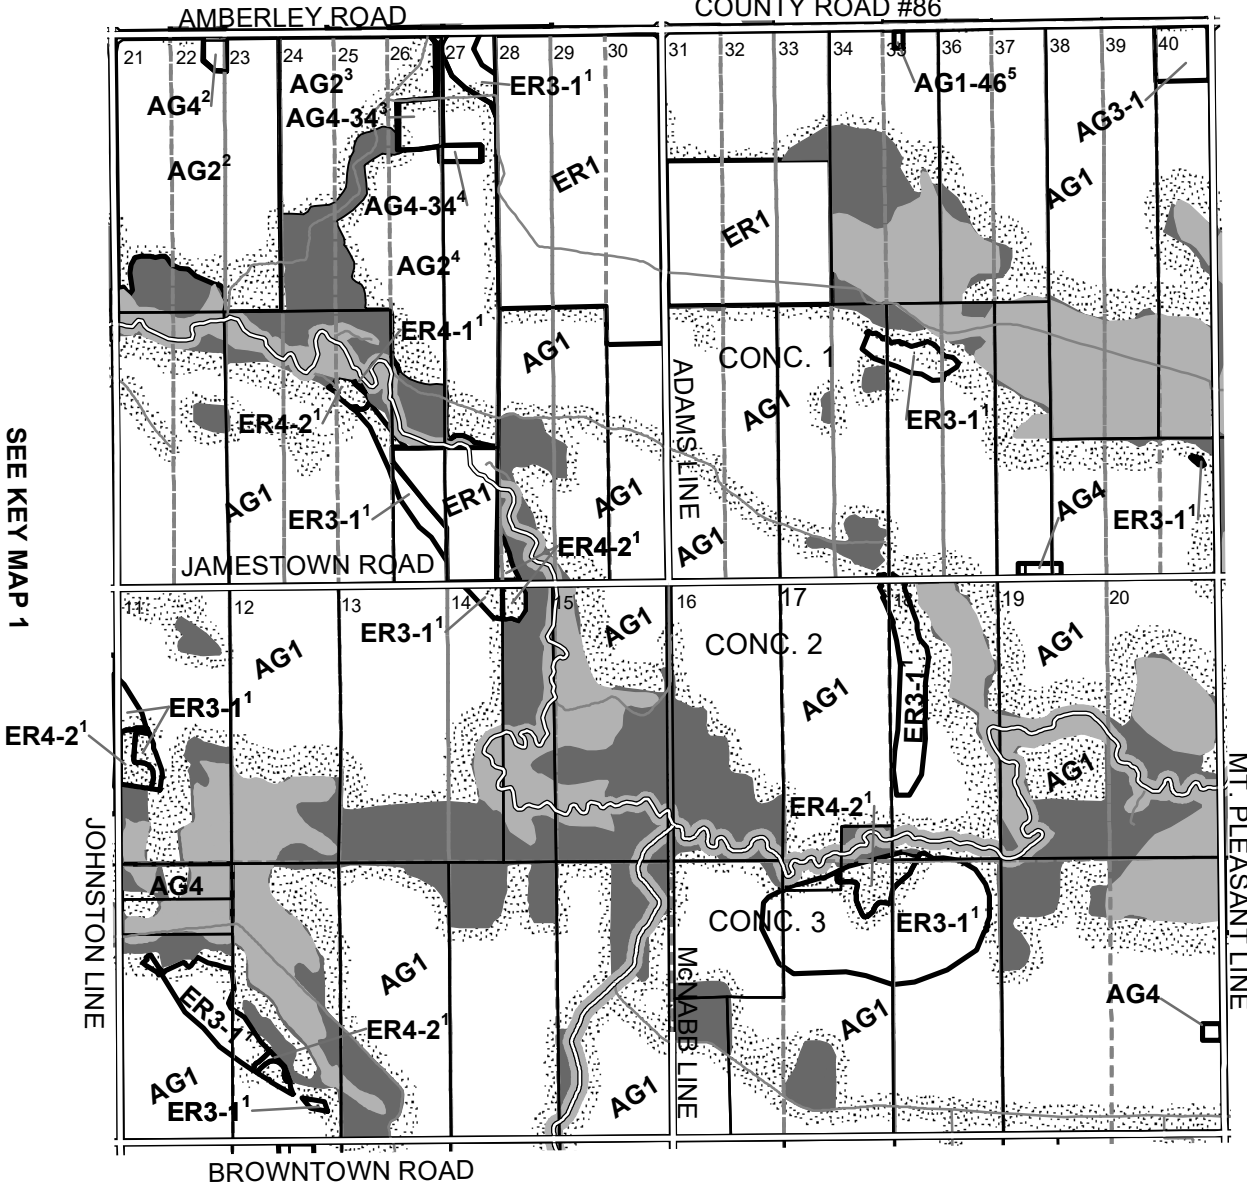 AMBERLEY ROAD
COUNTY ROAD #86
21 22 23 24 25 26 27 28 29 30 31 32 33 34 35 36 37 38 39 40
AG4²
AG2³
AG4-34³
ER3-1¹
AG1-46⁵
AG3-1
AG2²
ER1
AG4-34⁴
ER1
AG1
AG2⁴
ER4-1¹
AG1
CONC. 1
ADAMS LINE
AG1
ER3-1¹
ER4-2¹
SEE KEY MAP 1
AG1
ER3-1¹
ER1
AG1
AG4
ER3-1¹
AG1
ER4-2¹
JAMESTOWN ROAD
11 12 13 14 15 16 17 18 19 20
ER3-1¹
AG1
CONC. 2
AG1
AG1
AG1
ER3-1¹
ER3-1¹
ER4-2¹
AG1
MT. PLEASANT LINE
ER4-2¹
JOHNSTON LINE
AG4
CONC. 3
ER3-1¹
AG1
McNABB LINE
AG4
ER3-1¹
ER4-2¹
AG1
AG1
AG1
ER3-1¹
BROWNTOWN ROAD